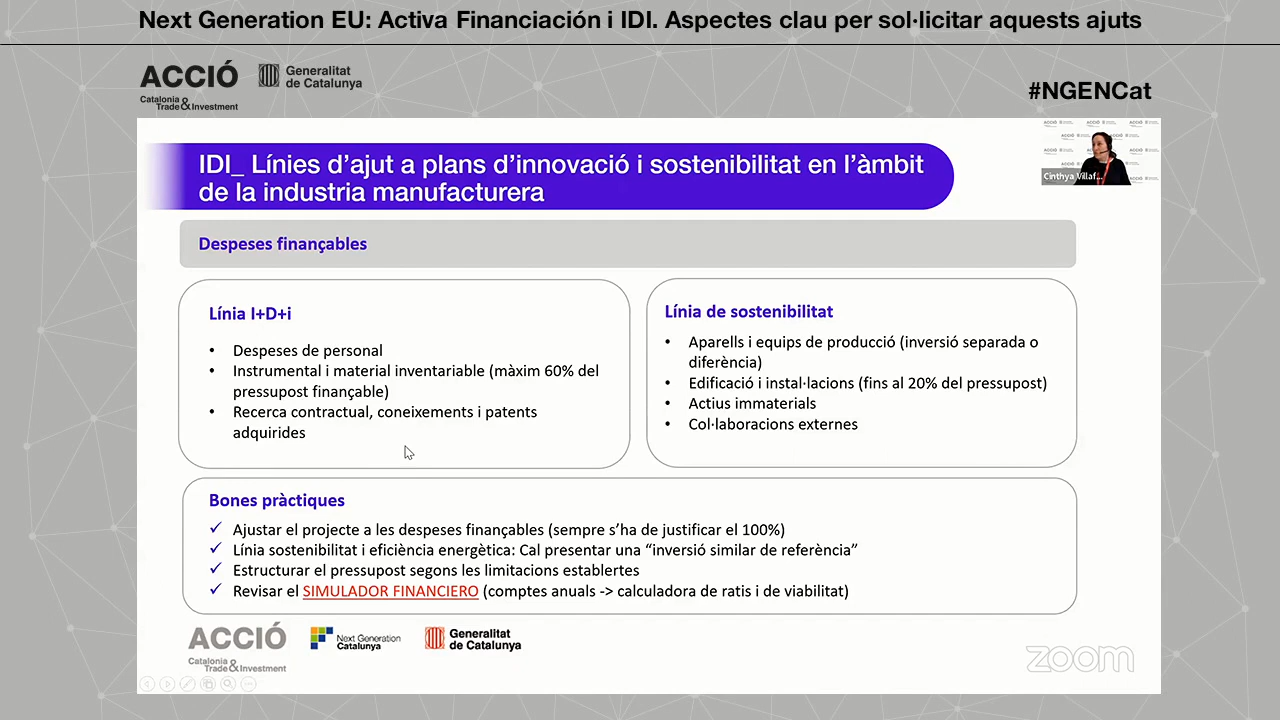 Next Generation EU: Activa Financiación i IDI. Aspectes clau per sol·licitar aquests ajuts
ACCIÓ
Catalonia
Trade & Investment
Generalitat
de Catalunya
#NGENCat
IDI_ Línies d'ajut a plans d'innovació i sostenibilitat en l'àmbit
de la industria manufacturera
Cinthya Villaf...
Despeses finançables
Línia I+D+i
• Despeses de personal
• Instrumental i material inventariable (màxim 60% del
pressupost finançable)
• Recerca contractual, coneixements i patents
adquirides
Línia de sostenibilitat
• Aparells i equips de producció (inversió separada o
diferència)
• Edificació i instal·lacions (fins al 20% del pressupost)
• Actius immaterials
• Col·laboracions externes
Bones pràctiques
✓ Ajustar el projecte a les despeses finançables (sempre s'ha de justificar el 100%)
✓ Línia sostenibilitat i eficiència energètica: Cal presentar una “inversió similar de referència”
✓ Estructurar el pressupost segons les limitacions establertes
✓ Revisar el SIMULADOR FINANCIERO (comptes anuals -> calculadora de ratis i de viabilitat)
ACCIÓ
Catalonia
Trade & Investment
Next Generation
Catalunya
Generalitat
de Catalunya
zoom